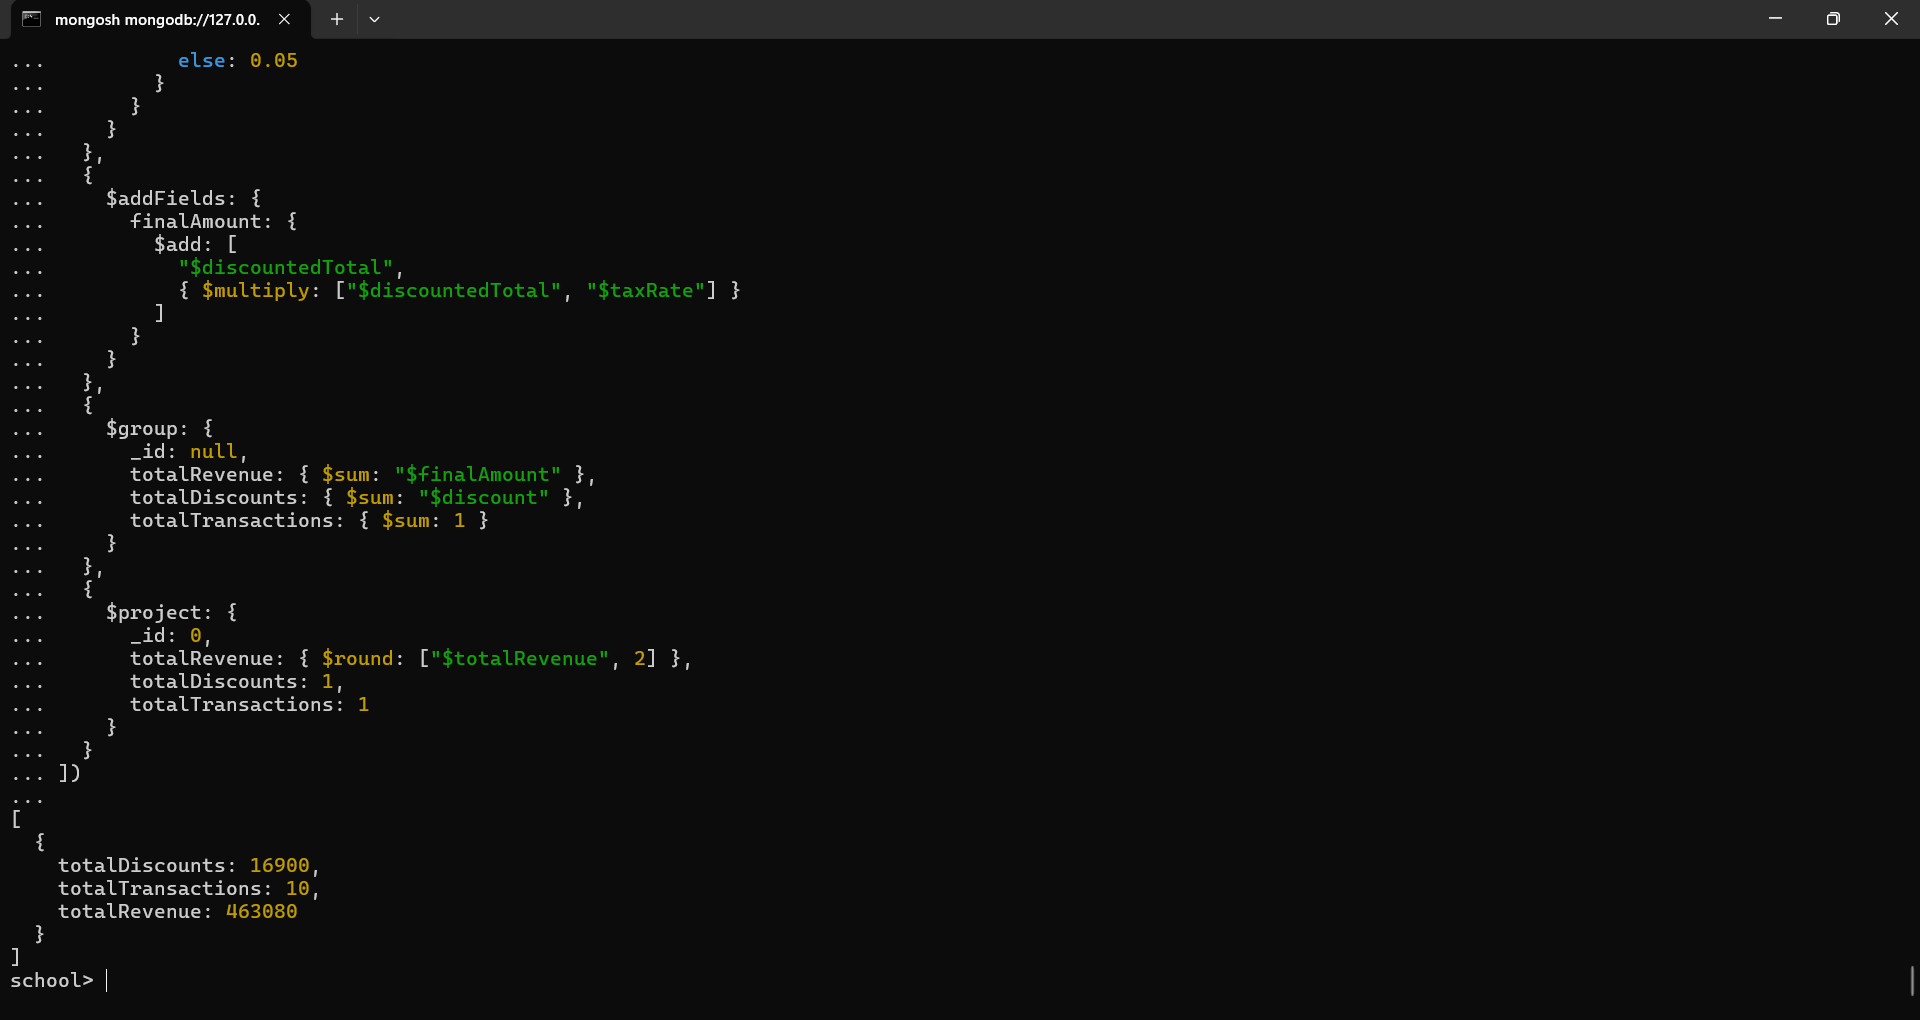 mongosh mongodb://127.0.0.
...           else: 0.05
...         }
...       }
...     }
...   },
...   {
...     $addFields: {
...       finalAmount: {
...         $add: [
...           "$discountedTotal",
...           { $multiply: ["$discountedTotal", "$taxRate"] }
...         ]
...       }
...     }
...   },
...   {
...     $group: {
...       _id: null,
...       totalRevenue: { $sum: "$finalAmount" },
...       totalDiscounts: { $sum: "$discount" },
...       totalTransactions: { $sum: 1 }
...     }
...   },
...   {
...     $project: {
...       _id: 0,
...       totalRevenue: { $round: ["$totalRevenue", 2] },
...       totalDiscounts: 1,
...       totalTransactions: 1
...     }
...   }
... ])
...
[
  {
    totalDiscounts: 16900,
    totalTransactions: 10,
    totalRevenue: 463080
  }
]
school>